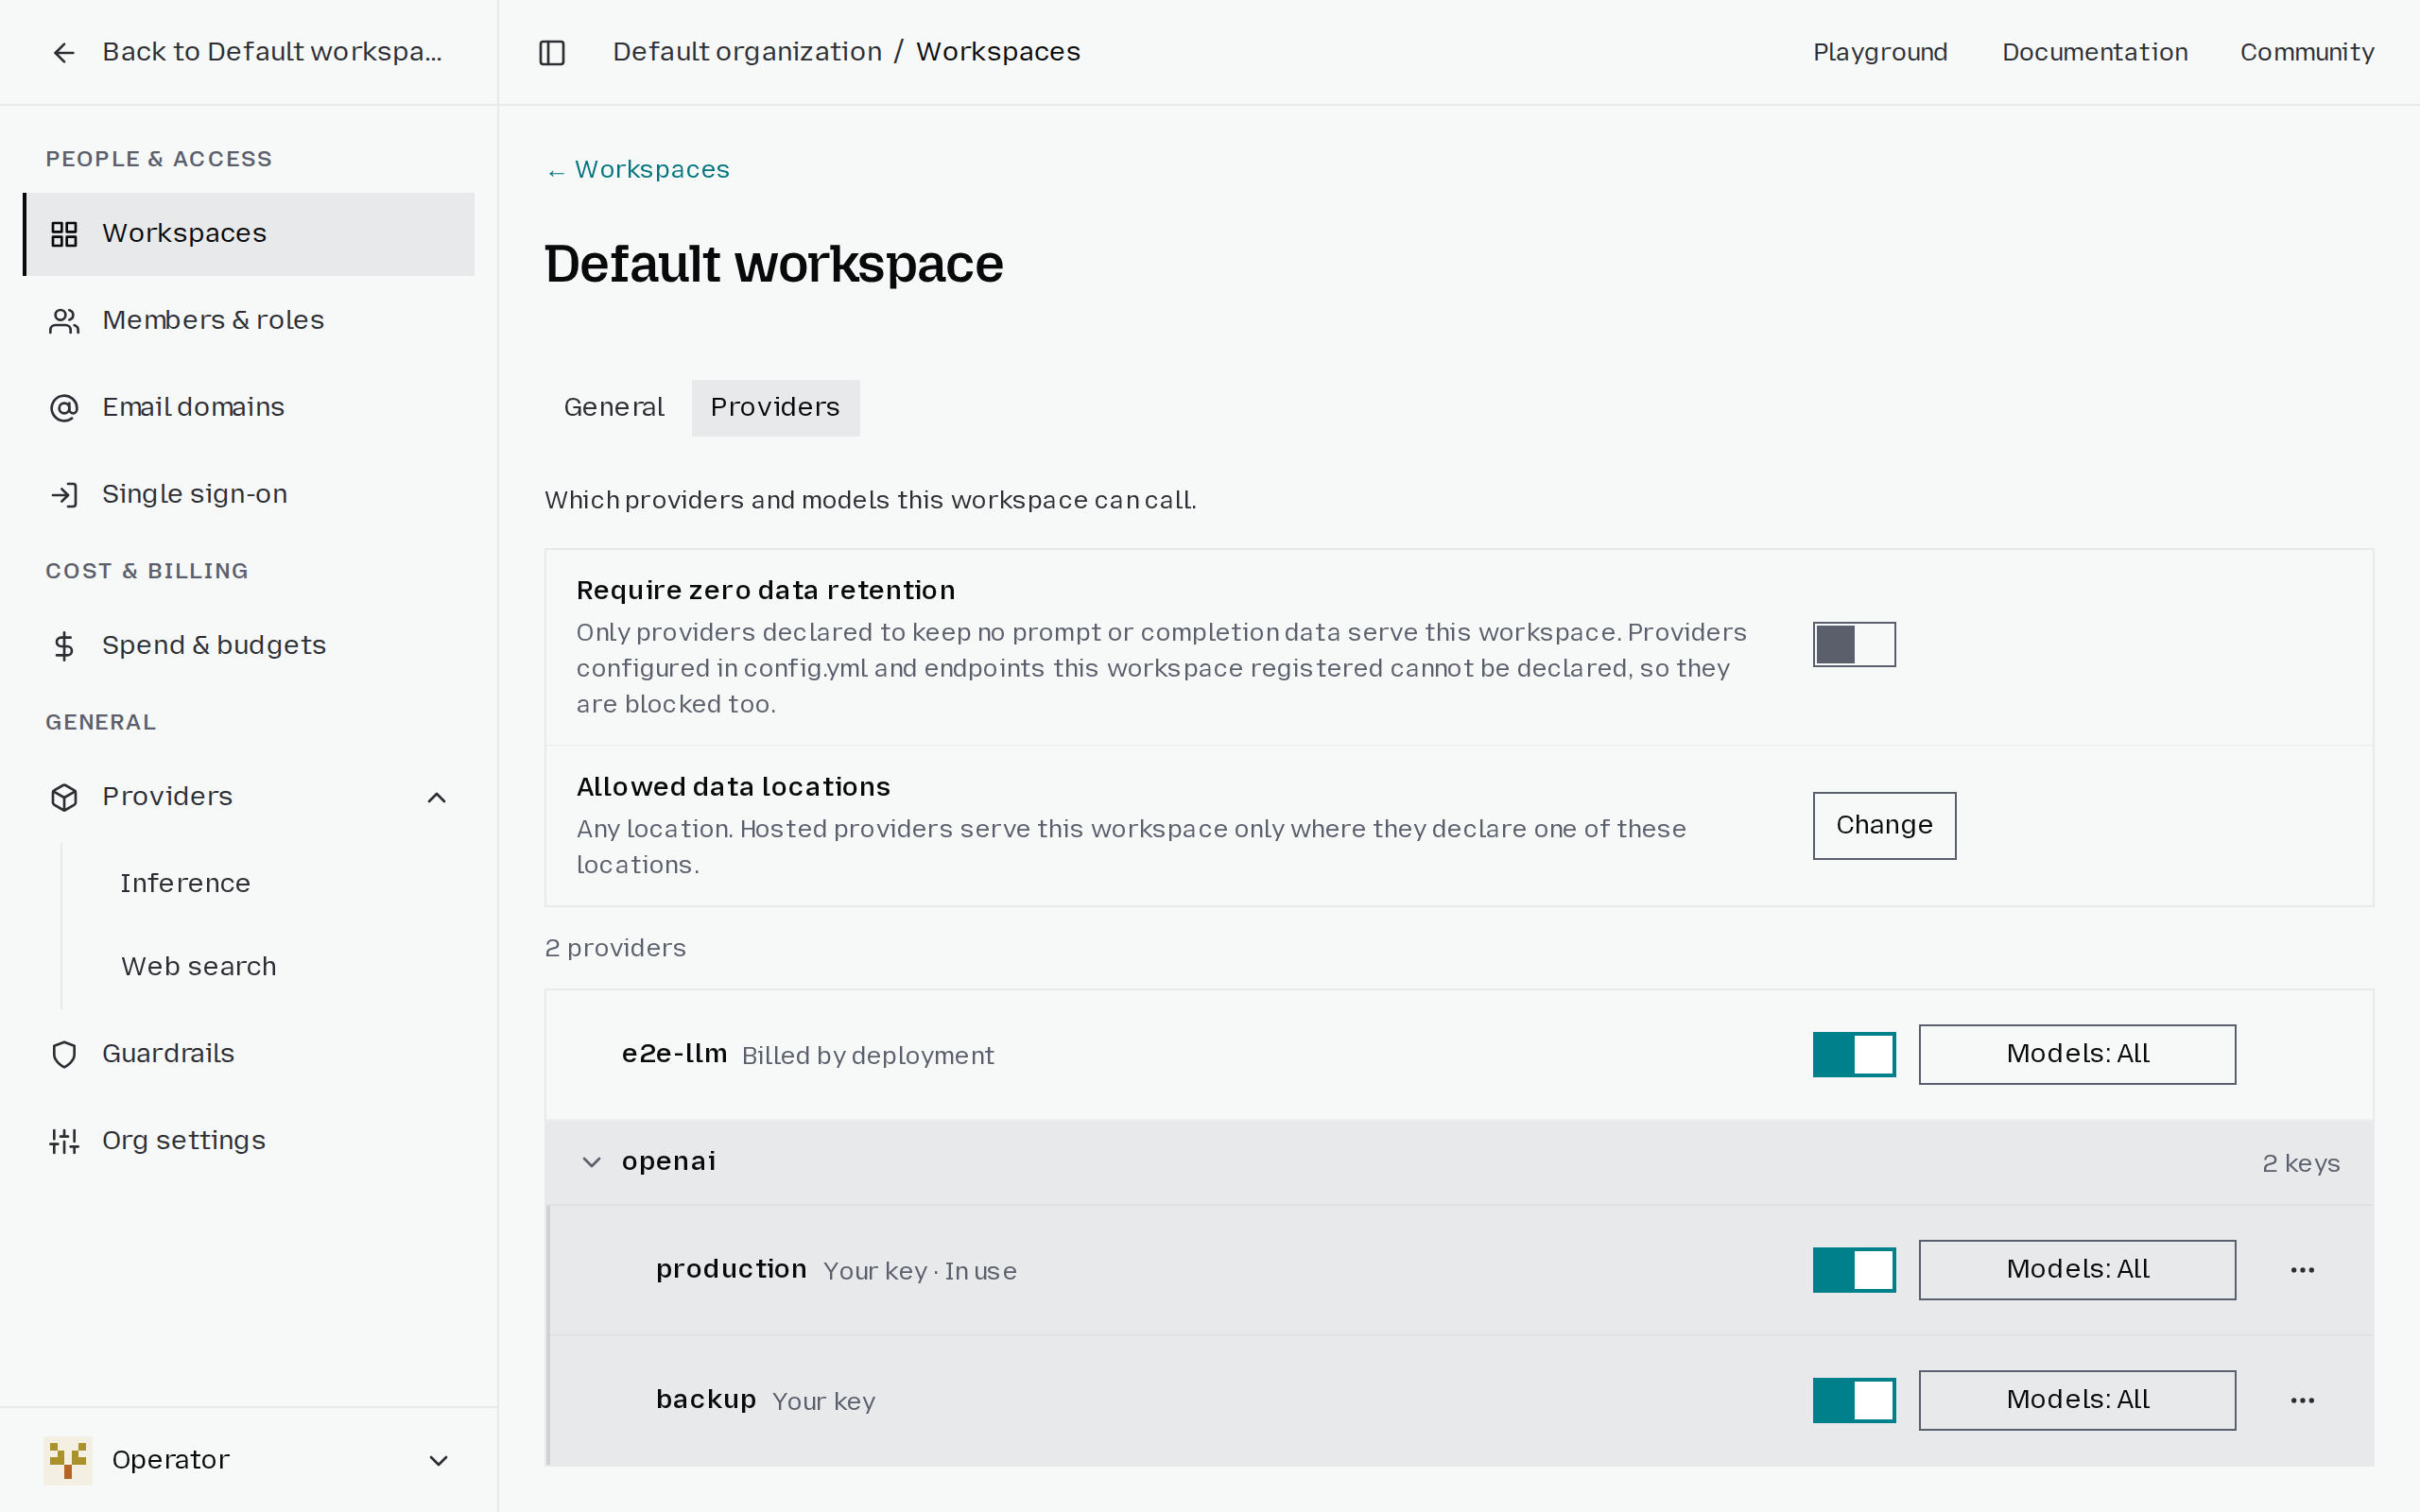 Back to Default workspa...
Default organization / Workspaces
Playground
Documentation
Community
PEOPLE & ACCESS
Workspaces
Members & roles
Email domains
Single sign-on
COST & BILLING
Spend & budgets
GENERAL
Providers
Inference
Web search
Guardrails
Org settings
Operator
← Workspaces
Default workspace
General
Providers
Which providers and models this workspace can call.
Require zero data retention
Only providers declared to keep no prompt or completion data serve this workspace. Providers
configured in config.yml and endpoints this workspace registered cannot be declared, so they
are blocked too.
Allowed data locations
Any location. Hosted providers serve this workspace only where they declare one of these
locations.
Change
2 providers
e2e-llm Billed by deployment
Models: All
openai
2 keys
production Your key · In use
Models: All
backup Your key
Models: All